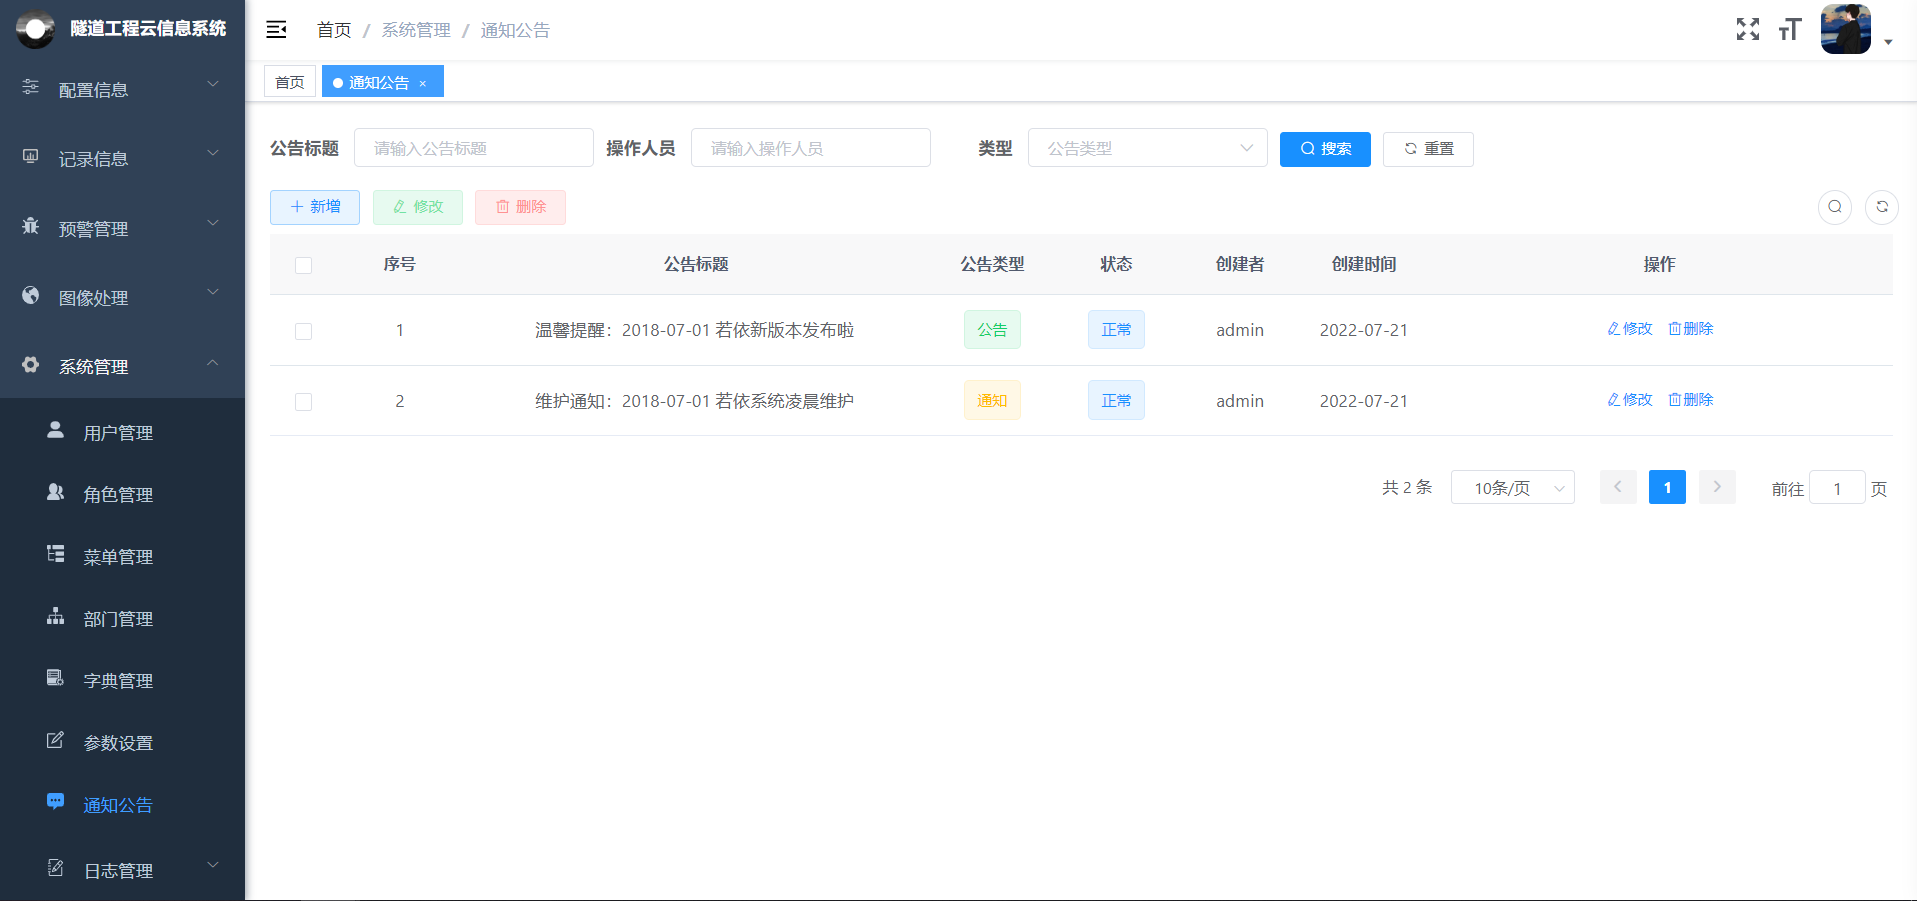 隧道工程云信息系统
配置信息
记录信息
预警管理
图像处理
系统管理
用户管理
角色管理
菜单管理
部门管理
字典管理
参数设置
通知公告
日志管理
首页 / 系统管理 / 通知公告
首页 通知公告 ×
公告标题 请输入公告标题 操作人员 请输入操作人员 类型 公告类型 搜索 重置
新增 修改 删除
序号 公告标题 公告类型 状态 创建者 创建时间 操作
1 温馨提醒：2018-07-01 若依新版本发布啦 公告 正常 admin 2022-07-21 修改 删除
2 维护通知：2018-07-01 若依系统凌晨维护 通知 正常 admin 2022-07-21 修改 删除
共 2 条 10条/页 1 前往 1 页